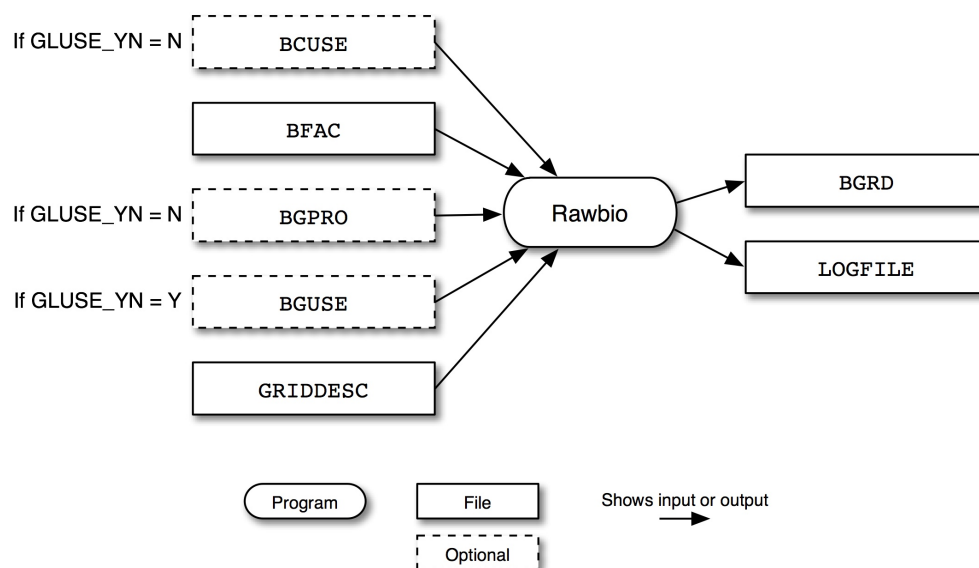 If GLUSE_YN = N
BCUSE
BFAC
If GLUSE_YN = N
BGPRO
If GLUSE_YN = Y
BGUSE
GRIDDESC
Rawbio
BGRD
LOGFILE
Program
File
Shows input or output
Optional